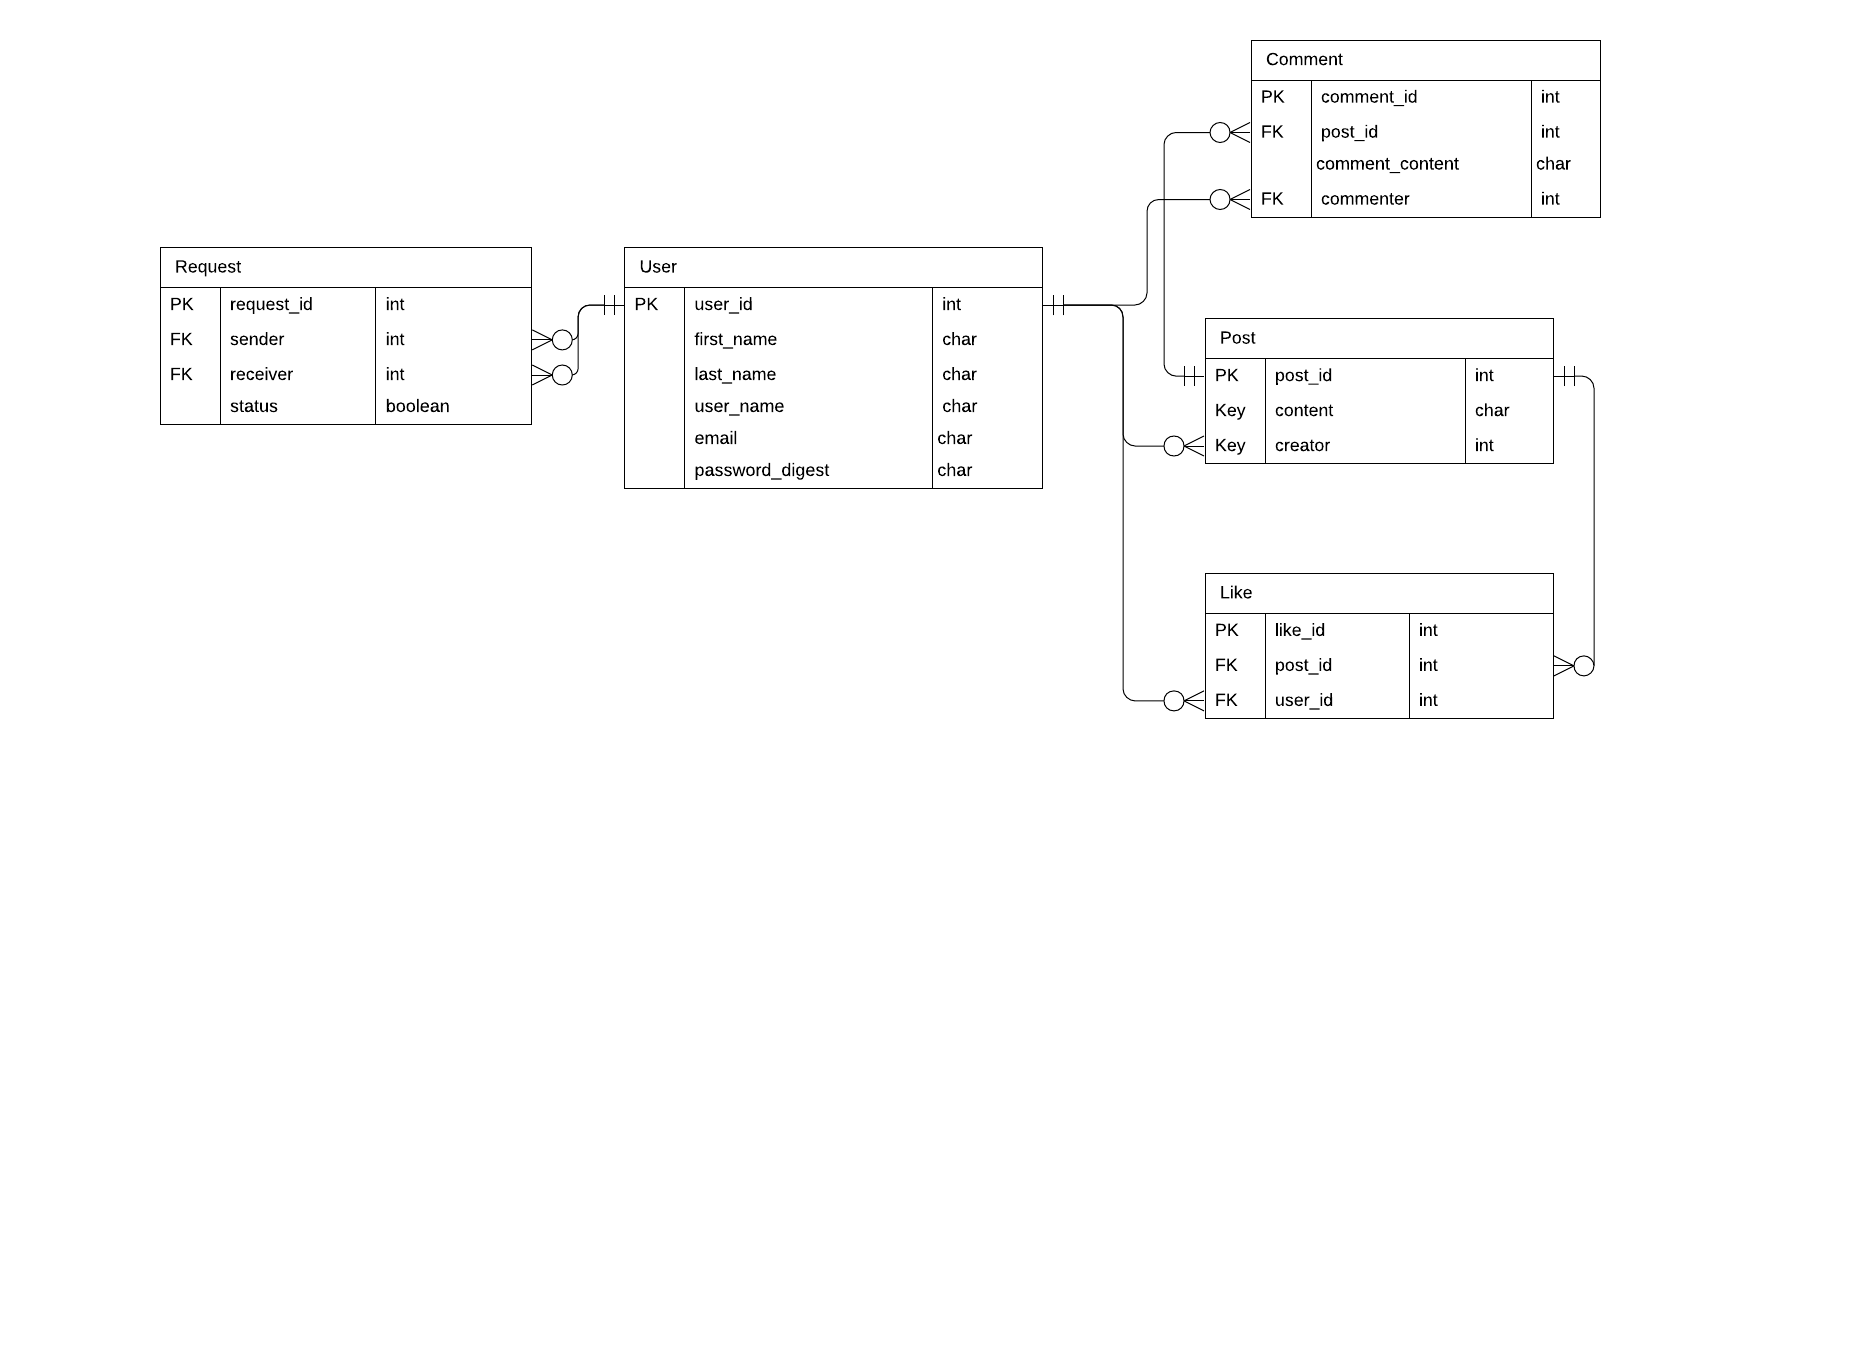 Comment
PK comment_id int
FK post_id int
comment_content char
FK commenter int
Request
PK request_id int
FK sender int
FK receiver int
status boolean
User
PK user_id int
first_name char
last_name char
user_name char
email char
password_digest char
Post
PK post_id int
Key content char
Key creator int
Like
PK like_id int
FK post_id int
FK user_id int